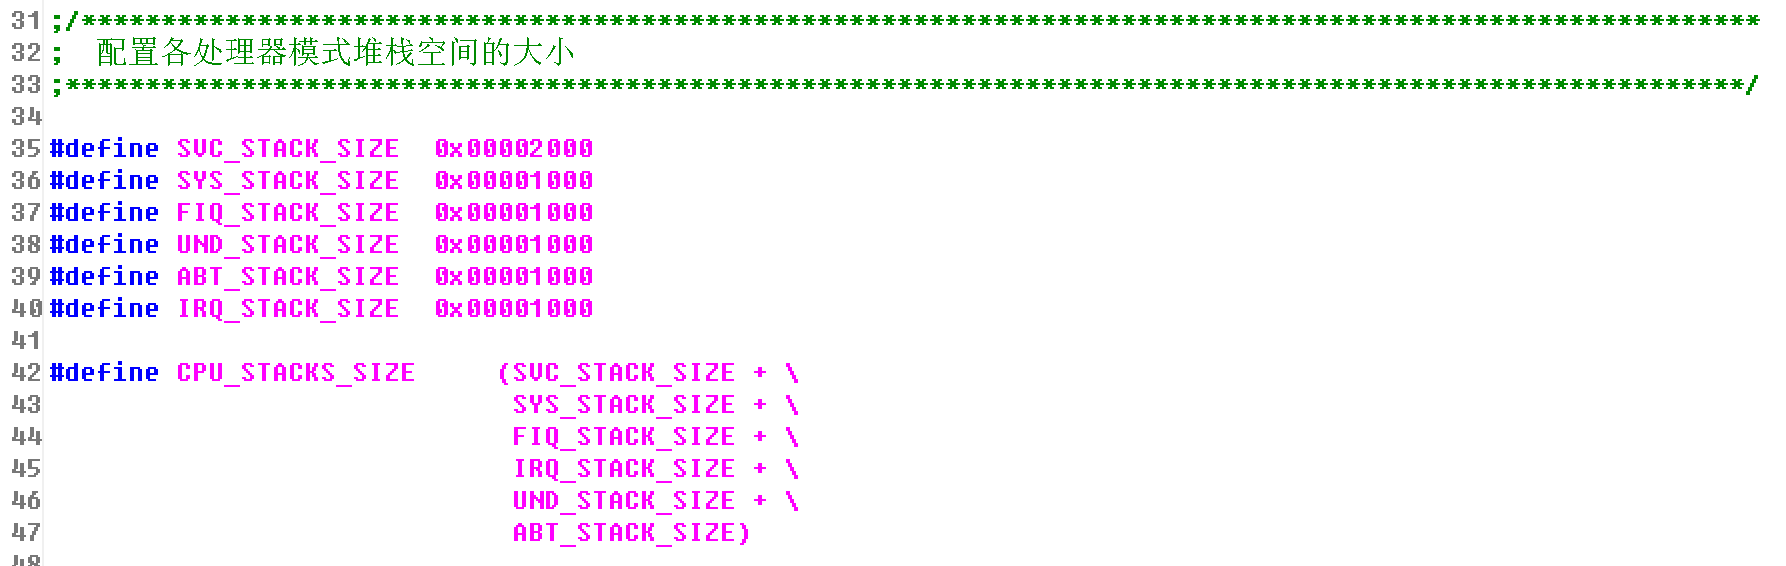 31 ;/*********************************************************************************************************
32 ;  配置各处理器模式堆栈空间的大小
33 ;*********************************************************************************************************/
34
35 #define SVC_STACK_SIZE  0x00002000
36 #define SYS_STACK_SIZE  0x00001000
37 #define FIQ_STACK_SIZE  0x00001000
38 #define UND_STACK_SIZE  0x00001000
39 #define ABT_STACK_SIZE  0x00001000
40 #define IRQ_STACK_SIZE  0x00001000
41
42 #define CPU_STACKS_SIZE     (SVC_STACK_SIZE + \
43                              SYS_STACK_SIZE + \
44                              FIQ_STACK_SIZE + \
45                              IRQ_STACK_SIZE + \
46                              UND_STACK_SIZE + \
47                              ABT_STACK_SIZE)
48